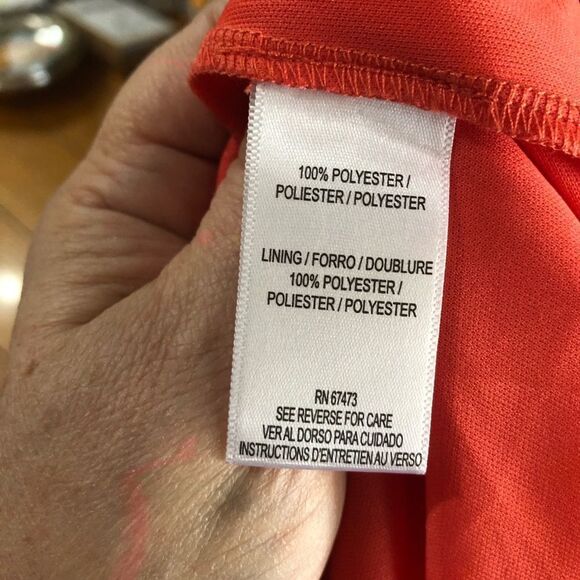 100% POLYESTER /
POLIESTER / POLYESTER
LINING / FORRO / DOUBLURE
100% POLYESTER /
POLIESTER / POLYESTER
RN 67473
SEE REVERSE FOR CARE
VER AL DORSO PARA CUIDADO
INSTRUCTIONS D'ENTRETIEN AU VERSO